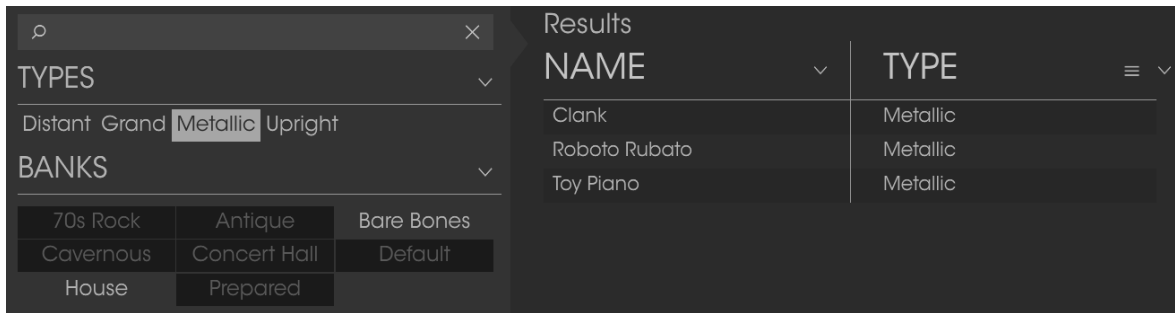 TYPES
Distant Grand Metallic Upright
BANKS
70s Rock Antique Bare Bones
Cavernous Concert Hall Default
House Prepared
Results
NAME TYPE
Clank Metallic
Roboto Rubato Metallic
Toy Piano Metallic